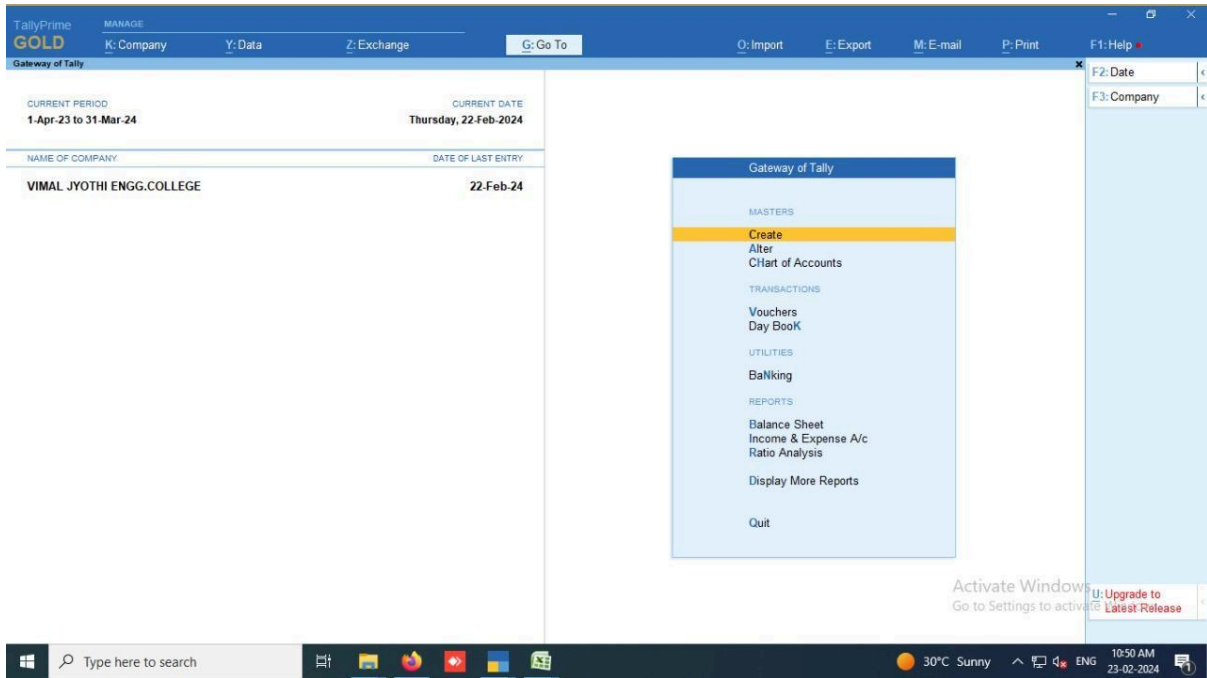 TallyPrime
GOLD
MANAGE
K: Company Y: Data Z: Exchange G: Go To O: Import E: Export M: E-mail P: Print F1: Help
Gateway of Tally
F2: Date
F3: Company
CURRENT PERIOD CURRENT DATE
1-Apr-23 to 31-Mar-24 Thursday, 22-Feb-2024
NAME OF COMPANY DATE OF LAST ENTRY
VIMAL JYOTHI ENGG.COLLEGE 22-Feb-24
Gateway of Tally
MASTERS
Create
Alter
CHart of Accounts
TRANSACTIONS
Vouchers
Day BooK
UTILITIES
BaNking
REPORTS
Balance Sheet
Income & Expense A/c
Ratio Analysis
Display More Reports
Quit
Activate Windows
Go to Settings to activate
U: Upgrade to
Latest Release
Type here to search
30°C Sunny
ENG
10:50 AM
23-02-2024
1